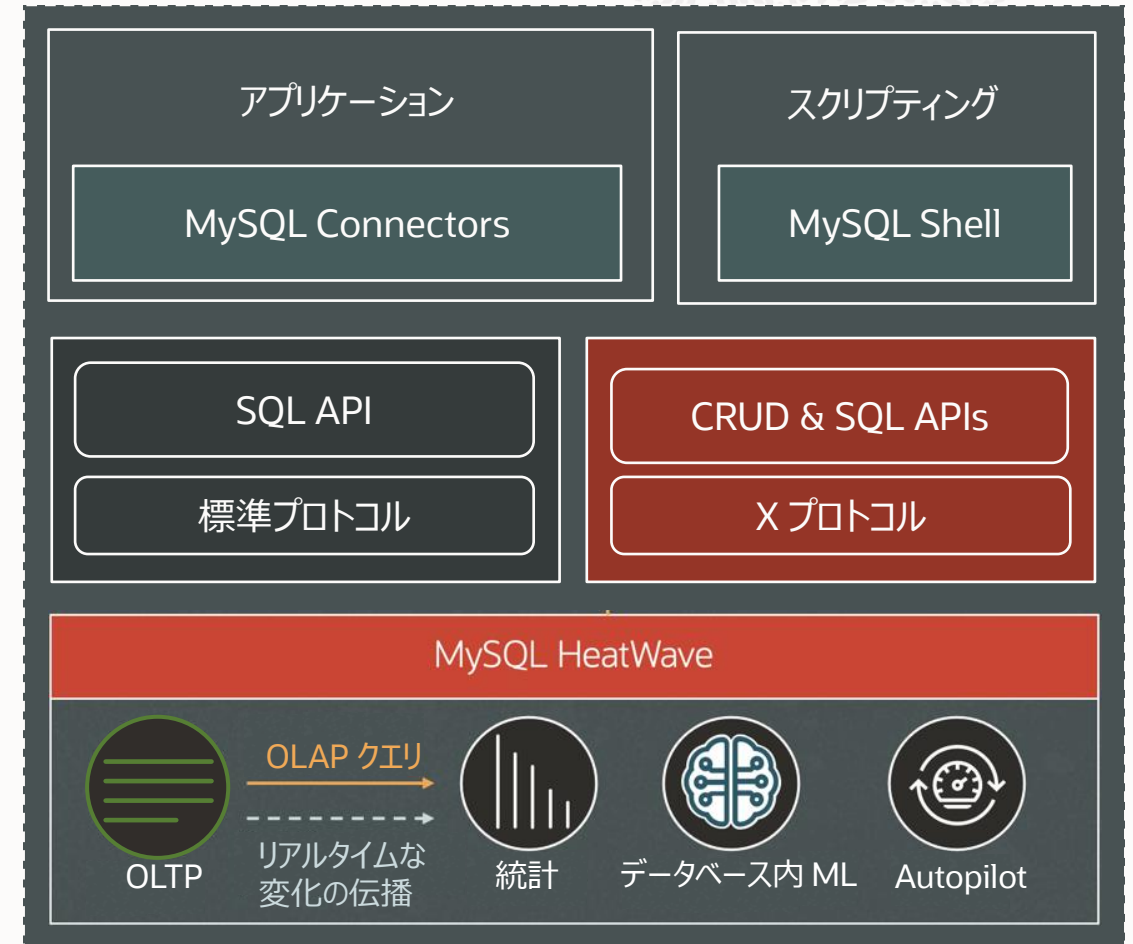 アプリケーション
スクリプティング
MySQL Connectors
MySQL Shell
SQL API
CRUD & SQL APIs
標準プロトコル
X プロトコル
MySQL HeatWave
OLAP クエリ
リアルタイムな
変化の伝播
OLTP
統計
データベース内 ML
Autopilot